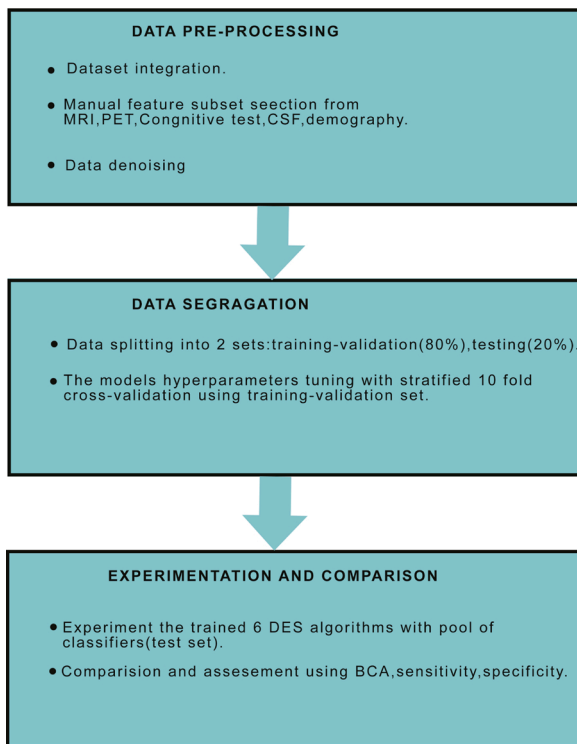 DATA PRE-PROCESSING
• Dataset integration.
• Manual feature subset seection from
MRI,PET,Congnitive test,CSF,demography.
• Data denoising
DATA SEGRAGATION
• Data splitting into 2 sets:training-validation(80%),testing(20%).
• The models hyperparameters tuning with stratified 10 fold
cross-validation using training-validation set.
EXPERIMENTATION AND COMPARISON
• Experiment the trained 6 DES algorithms with pool of
classifiers(test set).
• Comparision and assesement using BCA,sensitivity,specificity.